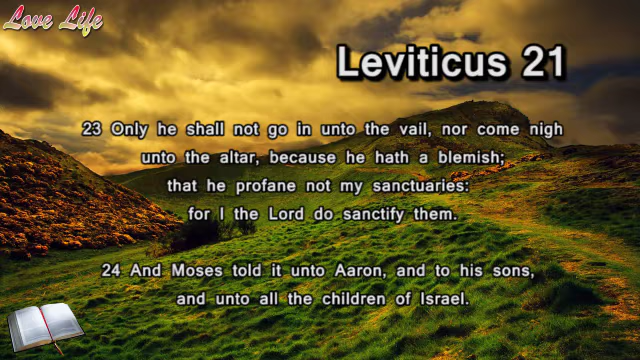 Love Life
Leviticus 21
23 Only he shall not go in unto the vail, nor come nigh
unto the altar, because he hath a blemish;
that he profane not my sanctuaries:
for I the Lord do sanctify them.
24 And Moses told it unto Aaron, and to his sons,
and unto all the children of Israel.